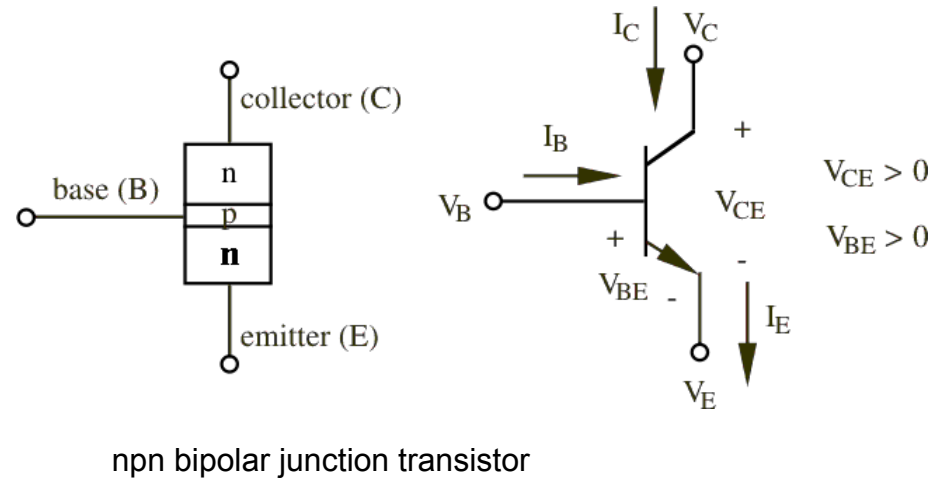 collector (C)
n
base (B)
p
n
emitter (E)
I_C
V_C
+
I_B
V_CE > 0
V_B
V_CE
+
V_BE > 0
-
V_BE
-
I_E
V_E
npn bipolar junction transistor